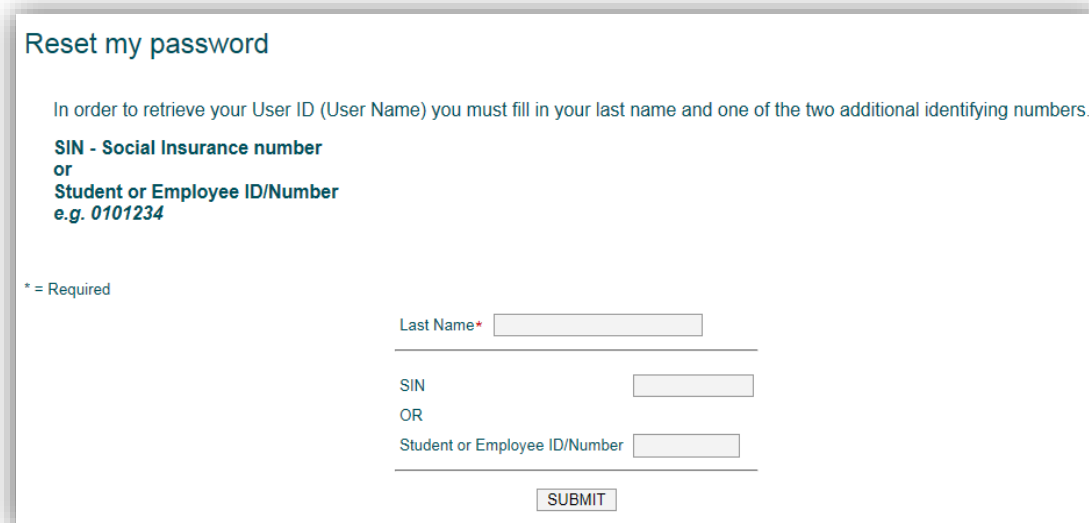 Reset my password
In order to retrieve your User ID (User Name) you must fill in your last name and one of the two additional identifying numbers.
SIN - Social Insurance number
or
Student or Employee ID/Number
e.g. 0101234
* = Required
Last Name*
SIN
OR
Student or Employee ID/Number
SUBMIT